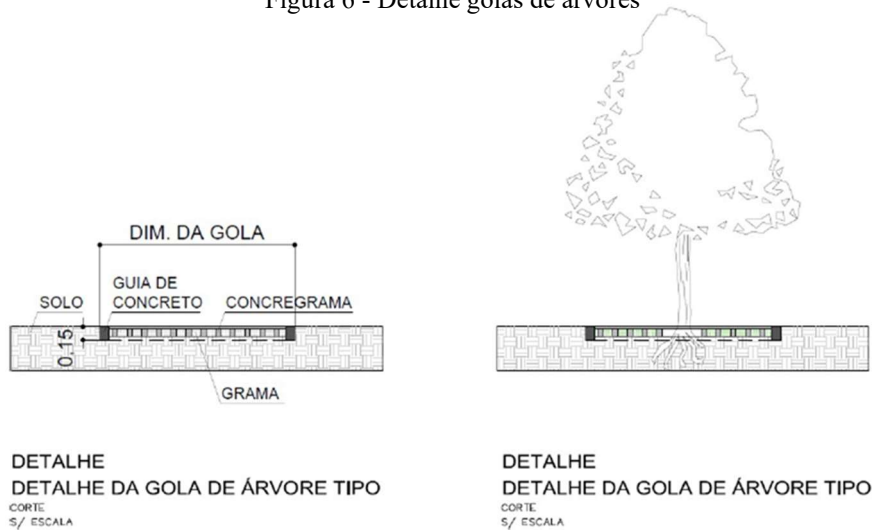 Figura 6 - Detalhe golas de árvores
DIM. DA GOLA
SOLO
GUIA DE
CONCRETO
CONCREGRAMA
0,15
GRAMA
DETALHE
DETALHE DA GOLA DE ÁRVORE TIPO
CORTE
S/ ESCALA
DETALHE
DETALHE DA GOLA DE ÁRVORE TIPO
CORTE
S/ ESCALA